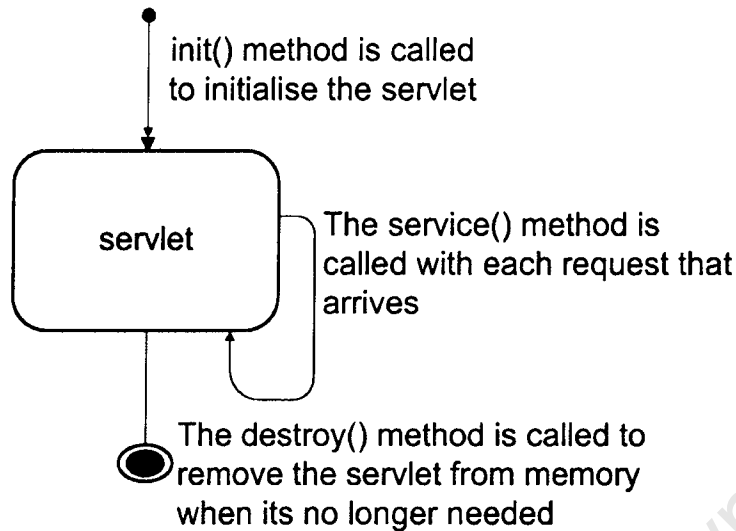 init() method is called
to initialise the servlet
servlet
The service() method is
called with each request that
arrives
The destroy() method is called to
remove the servlet from memory
when its no longer needed